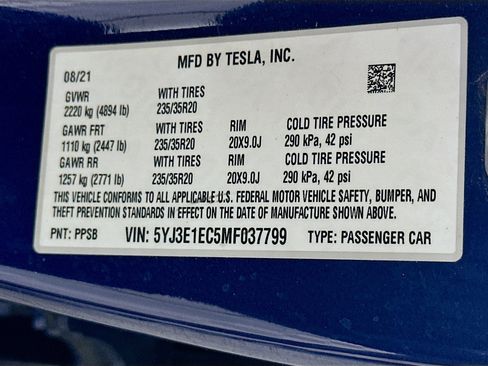 MFD BY TESLA, INC.
08/21
GVWR WITH TIRES
2220 kg (4894 lb) 235/35R20
GAWR FRT WITH TIRES RIM COLD TIRE PRESSURE
1110 kg (2447 lb) 235/35R20 20X9.0J 290 kPa, 42 psi
GAWR RR WITH TIRES RIM COLD TIRE PRESSURE
1257 kg (2771 lb) 235/35R20 20X9.0J 290 kPa, 42 psi
THIS VEHICLE CONFORMS TO ALL APPLICABLE U.S. FEDERAL MOTOR VEHICLE SAFETY, BUMPER, AND
THEFT PREVENTION STANDARDS IN EFFECT ON THE DATE OF MANUFACTURE SHOWN ABOVE.
PNT: PPSB VIN: 5YJ3E1EC5MF037799 TYPE: PASSENGER CAR